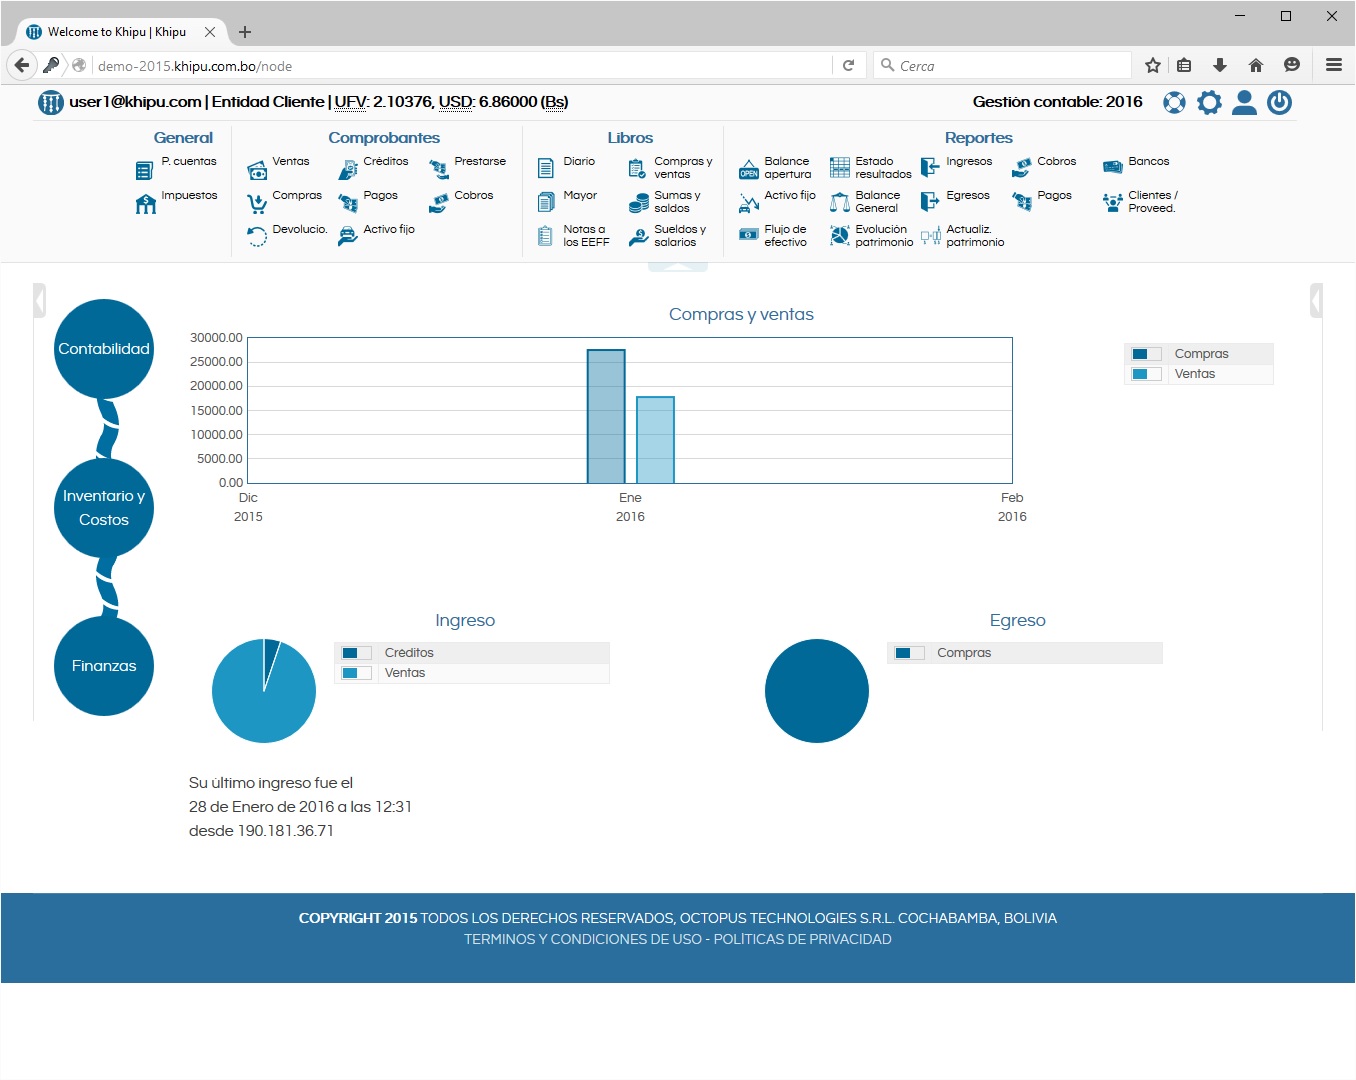 Welcome to Khipu | Khipu
demo-2015.khipu.com.bo/node
Cerca
user1@khipu.com | Entidad Cliente | UFV: 2.10376, USD: 6.86000 (Bs)
Gestión contable: 2016
General
P. cuentas
Impuestos
Comprobantes
Ventas
Créditos
Prestarse
Compras
Pagos
Cobros
Devolucio.
Activo fijo
Libros
Diario
Compras y
ventas
Mayor
Sumas y
saldos
Notas a
los EEFF
Sueldos y
salarios
Reportes
Balance
apertura
Estado
resultados
Ingresos
Cobros
Bancos
Activo fijo
Balance
General
Egresos
Pagos
Clientes /
Proveed.
Flujo de
efectivo
Evolución
patrimonio
Actualiz.
patrimonio
OPEN
Contabilidad
Inventario y
Costos
Finanzas
Compras y ventas
30000.00
25000.00
20000.00
15000.00
10000.00
5000.00
0.00
Dic
2015
Ene
2016
Feb
2016
Compras
Ventas
Ingreso
Créditos
Ventas
Egreso
Compras
Su último ingreso fue el
28 de Enero de 2016 a las 12:31
desde 190.181.36.71
COPYRIGHT 2015 TODOS LOS DERECHOS RESERVADOS, OCTOPUS TECHNOLOGIES S.R.L. COCHABAMBA, BOLIVIA
TERMINOS Y CONDICIONES DE USO - POLÍTICAS DE PRIVACIDAD